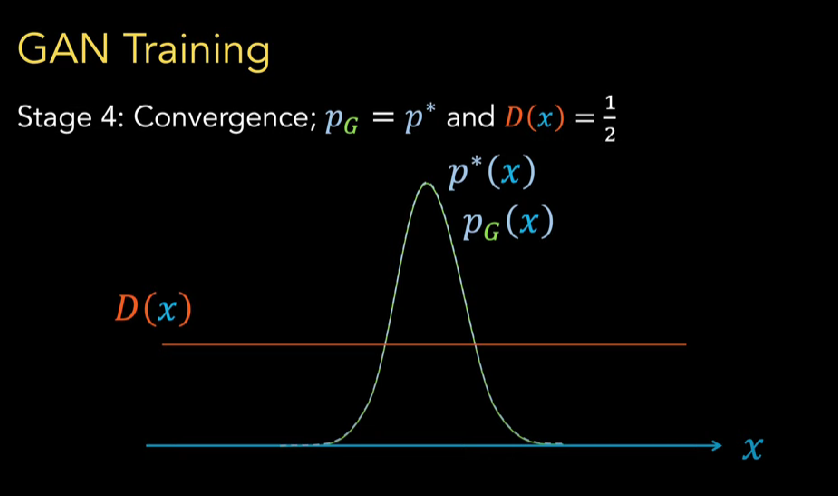 GAN Training
Stage 4: Convergence; p_G = p* and D(x) = 1/2
p*(x)
p_G(x)
D(x)
x